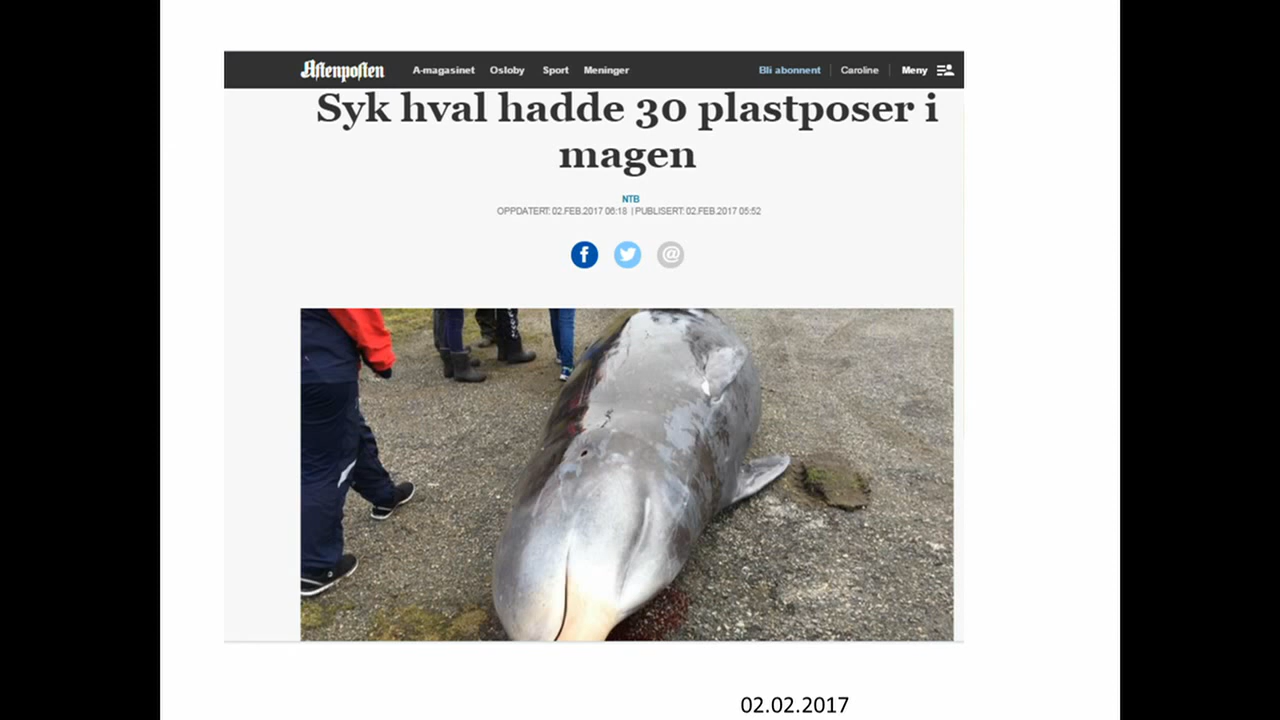 Aftenposten A-magasinet Osloby Sport Meninger Bli abonnent Caroline Meny
Syk hval hadde 30 plastposer i
magen
NTB
OPPDATERT: 02.FEB.2017 06:18 | PUBLISERT: 02.FEB.2017 05:52
f @
02.02.2017